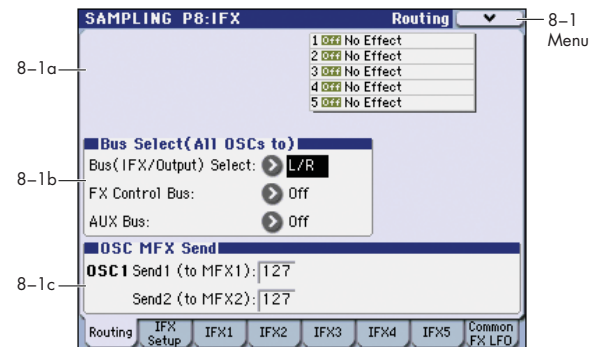 SAMPLING P8:IFX Routing
8–1
Menu
8–1a
1 Off No Effect
2 Off No Effect
3 Off No Effect
4 Off No Effect
5 Off No Effect
8–1b
Bus Select(All OSCs to)
Bus(IFX/Output) Select: L/R
FX Control Bus: Off
AUX Bus: Off
8–1c
OSC MFX Send
OSC1 Send1 (to MFX1): 127
Send2 (to MFX2): 127
Routing IFX Setup IFX1 IFX2 IFX3 IFX4 IFX5 Common FX LFO